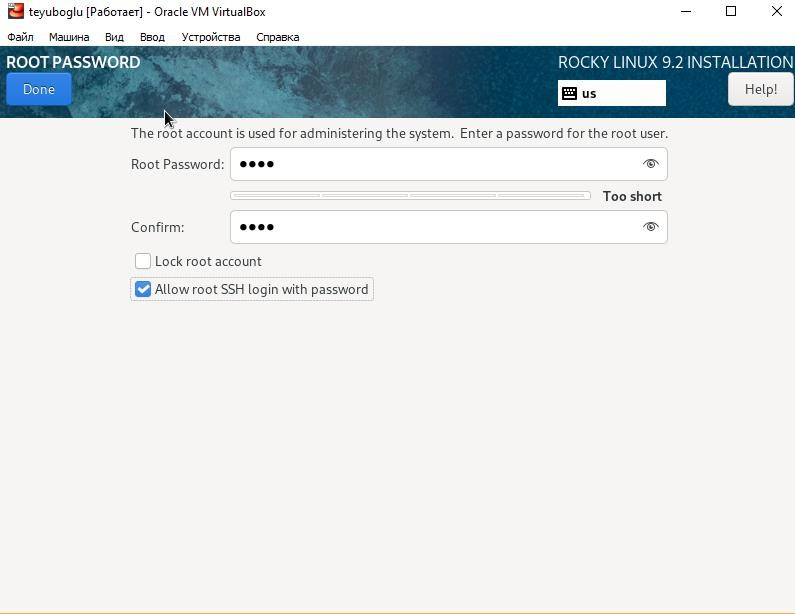 teyuboglu [Работает] - Oracle VM VirtualBox
Файл Машина Вид Ввод Устройства Справка
ROOT PASSWORD
ROCKY LINUX 9.2 INSTALLATION
Done
us
Help!
The root account is used for administering the system. Enter a password for the root user.
Root Password: ●●●●
Too short
Confirm: ●●●●
Lock root account
Allow root SSH login with password